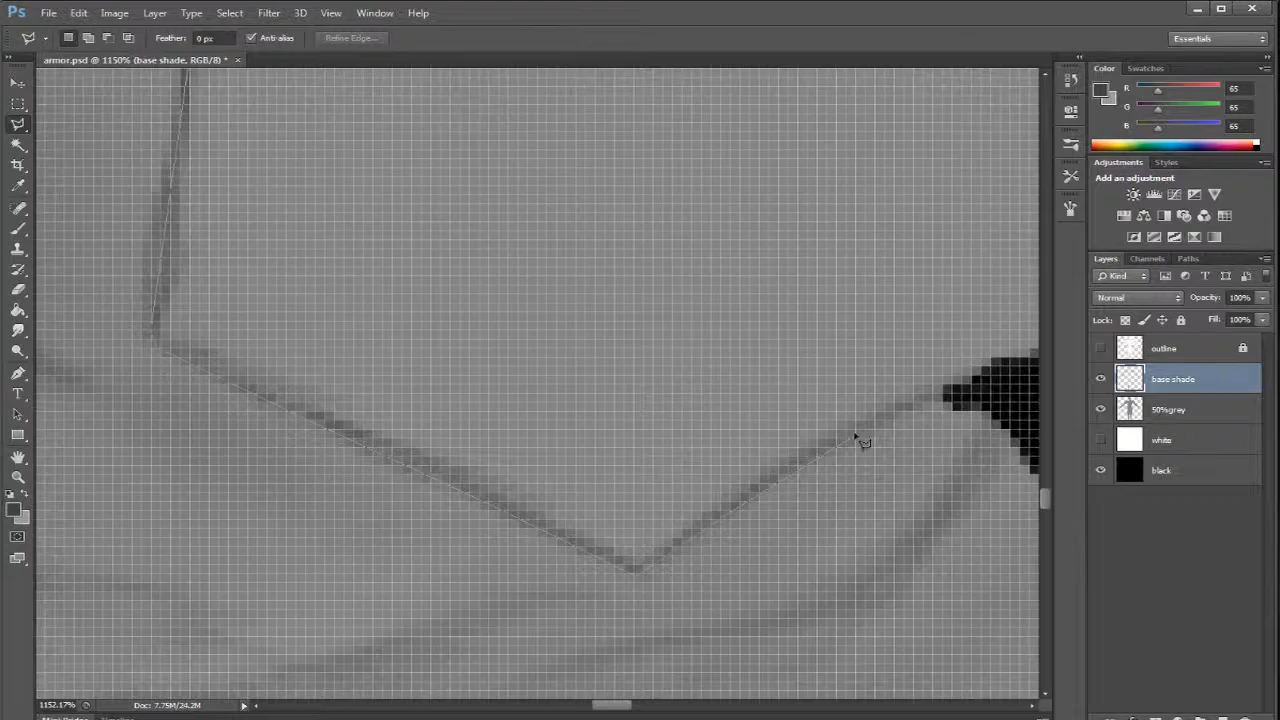 Ps File Edit Image Layer Type Select Filter 3D View Window Help
Feather: 0 px Anti-alias Refine Edge... Essentials
armor.psd @ 1150% (base shade, RGB/8) * ×
Color Swatches
R 65
G 65
B 65
Adjustments Styles
Add an adjustment
Layers Channels Paths
Kind
Normal Opacity: 100%
Lock: Fill: 100%
outline
base shade
50%grey
white
black
1152.17% Doc: 7.75M/24.2M
Mini Bridge Timeline